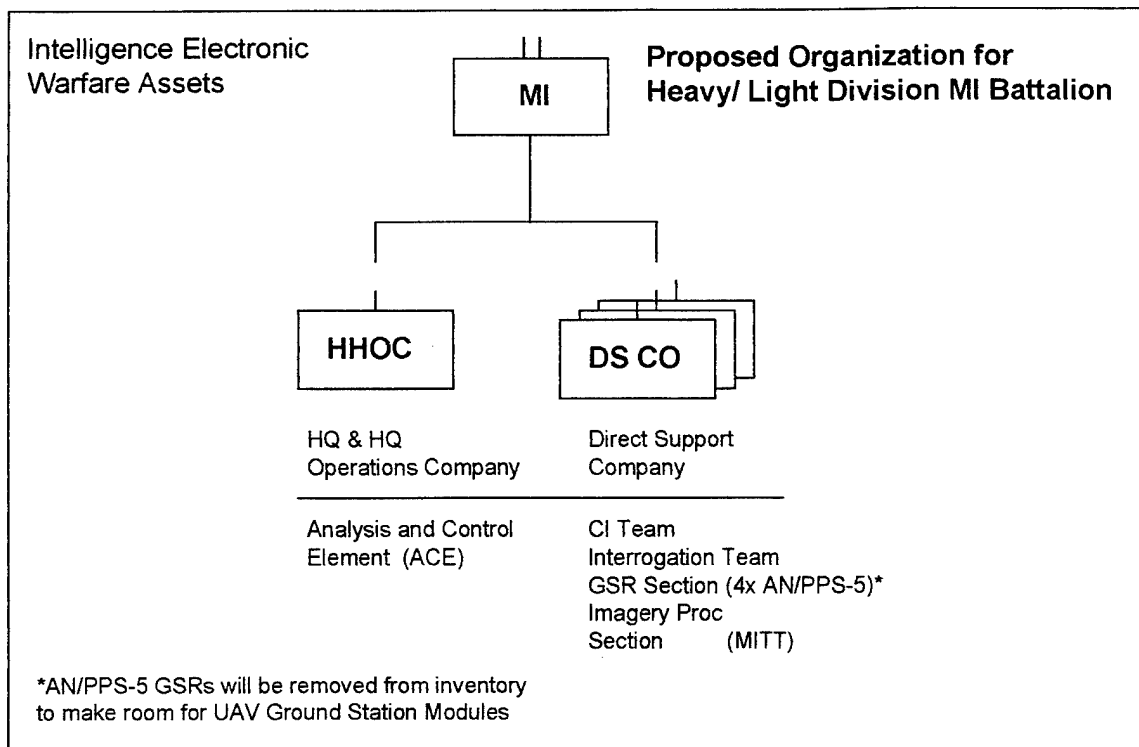 Intelligence Electronic
Warfare Assets
Proposed Organization for
Heavy/ Light Division MI Battalion
MI
HHOC
DS CO
HQ & HQ
Operations Company
Direct Support
Company
Analysis and Control
Element (ACE)
CI Team
Interrogation Team
GSR Section (4x AN/PPS-5)*
Imagery Proc
Section (MITT)
*AN/PPS-5 GSRs will be removed from inventory
to make room for UAV Ground Station Modules